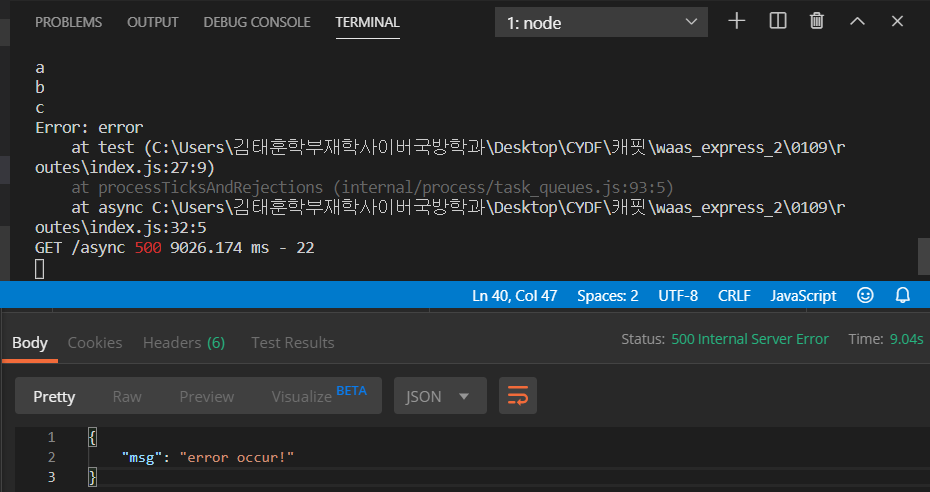 PROBLEMS OUTPUT DEBUG CONSOLE TERMINAL 1: node
a
b
c
Error: error
at test (C:\Users\김태훈학부재학사이버국방학과\Desktop\CYDF\캐핏\waas_express_2\0109\r
outes\index.js:27:9)
at processTicksAndRejections (internal/process/task_queues.js:93:5)
at async C:\Users\김태훈학부재학사이버국방학과\Desktop\CYDF\캐핏\waas_express_2\0109\r
outes\index.js:32:5
GET /async 500 9026.174 ms - 22
Ln 40, Col 47 Spaces: 2 UTF-8 CRLF JavaScript
Body Cookies Headers (6) Test Results Status: 500 Internal Server Error Time: 9.04s
Pretty Raw Preview Visualize BETA JSON
1 {
2 "msg": "error occur!"
3 }